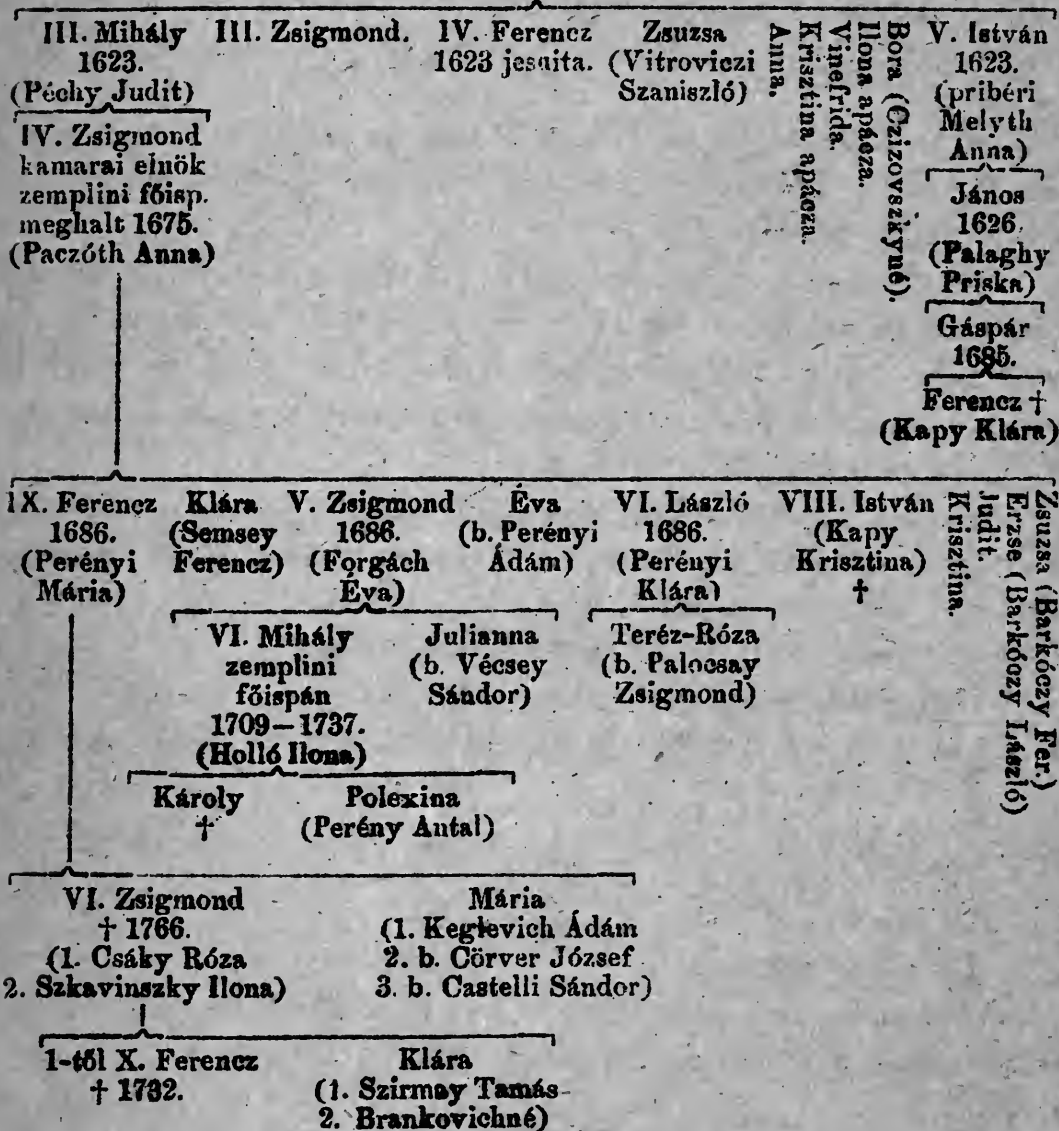 III. Mihály
1623.
(Péchy Judit)
III. Zsigmond.
IV. Ferencz
1623 jesuita.
Zsuzsa
(Vitroviczi
Szaniszló)
Bora (Czizovszkyné).
Ilona apácza.
Vinefrida.
Krisztina apácza.
Anna.
V. István
1623.
(pribéri
Melyth
Anna)
IV. Zsigmond
kamarai elnök
zemplini főisp.
meghalt 1675.
(Paczóth Anna)
János
1626.
(Palaghy
Priska)
Gáspár
1685.
Ferencz †
(Kapy Klára)
IX. Ferencz
1686.
(Perényi
Mária)
Klára
(Semsey
Ferencz)
V. Zsigmond
1686.
(Forgách
Éva)
Éva
(b. Perényi
Ádám)
VI. László
1686.
(Perényi
Klára)
VIII. István
(Kapy
Krisztina)
†
Zsuzsa (Barkóczy Fer.)
Erzse (Barkóczy László)
Judit.
Krisztina.
VI. Mihály
zemplini
főispán
1709—1737.
(Holló Ilona)
Julianna
(b. Vécsey
Sándor)
Teréz-Róza
(b. Palocsay
Zsigmond)
Károly
†
Polexina
(Perény Antal)
VI. Zsigmond
† 1766.
(1. Csáky Róza
2. Szkavinszky Ilona)
Mária
(1. Keglevich Ádám
2. b. Cörver József
3. b. Castelli Sándor)
1-től X. Ferencz
† 1732.
Klára
(1. Szirmay Tamás
2. Brankovichné)